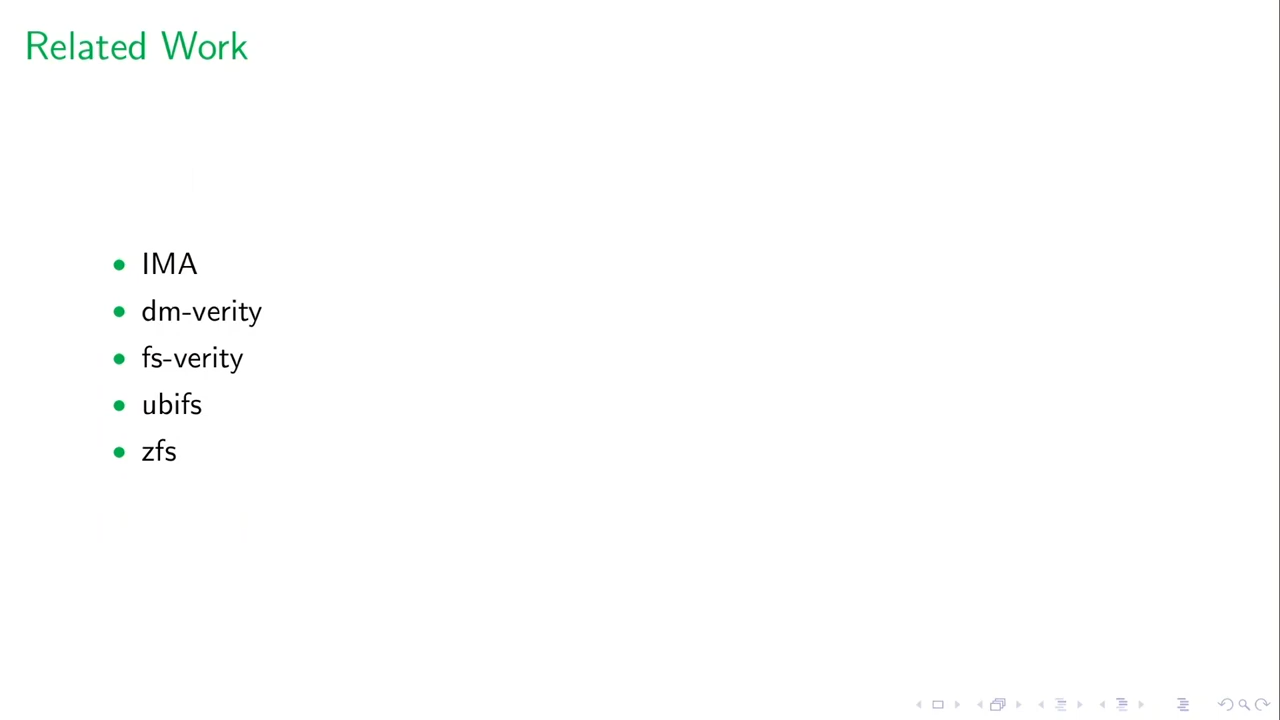 Related Work
• IMA
• dm-verity
• fs-verity
• ubifs
• zfs